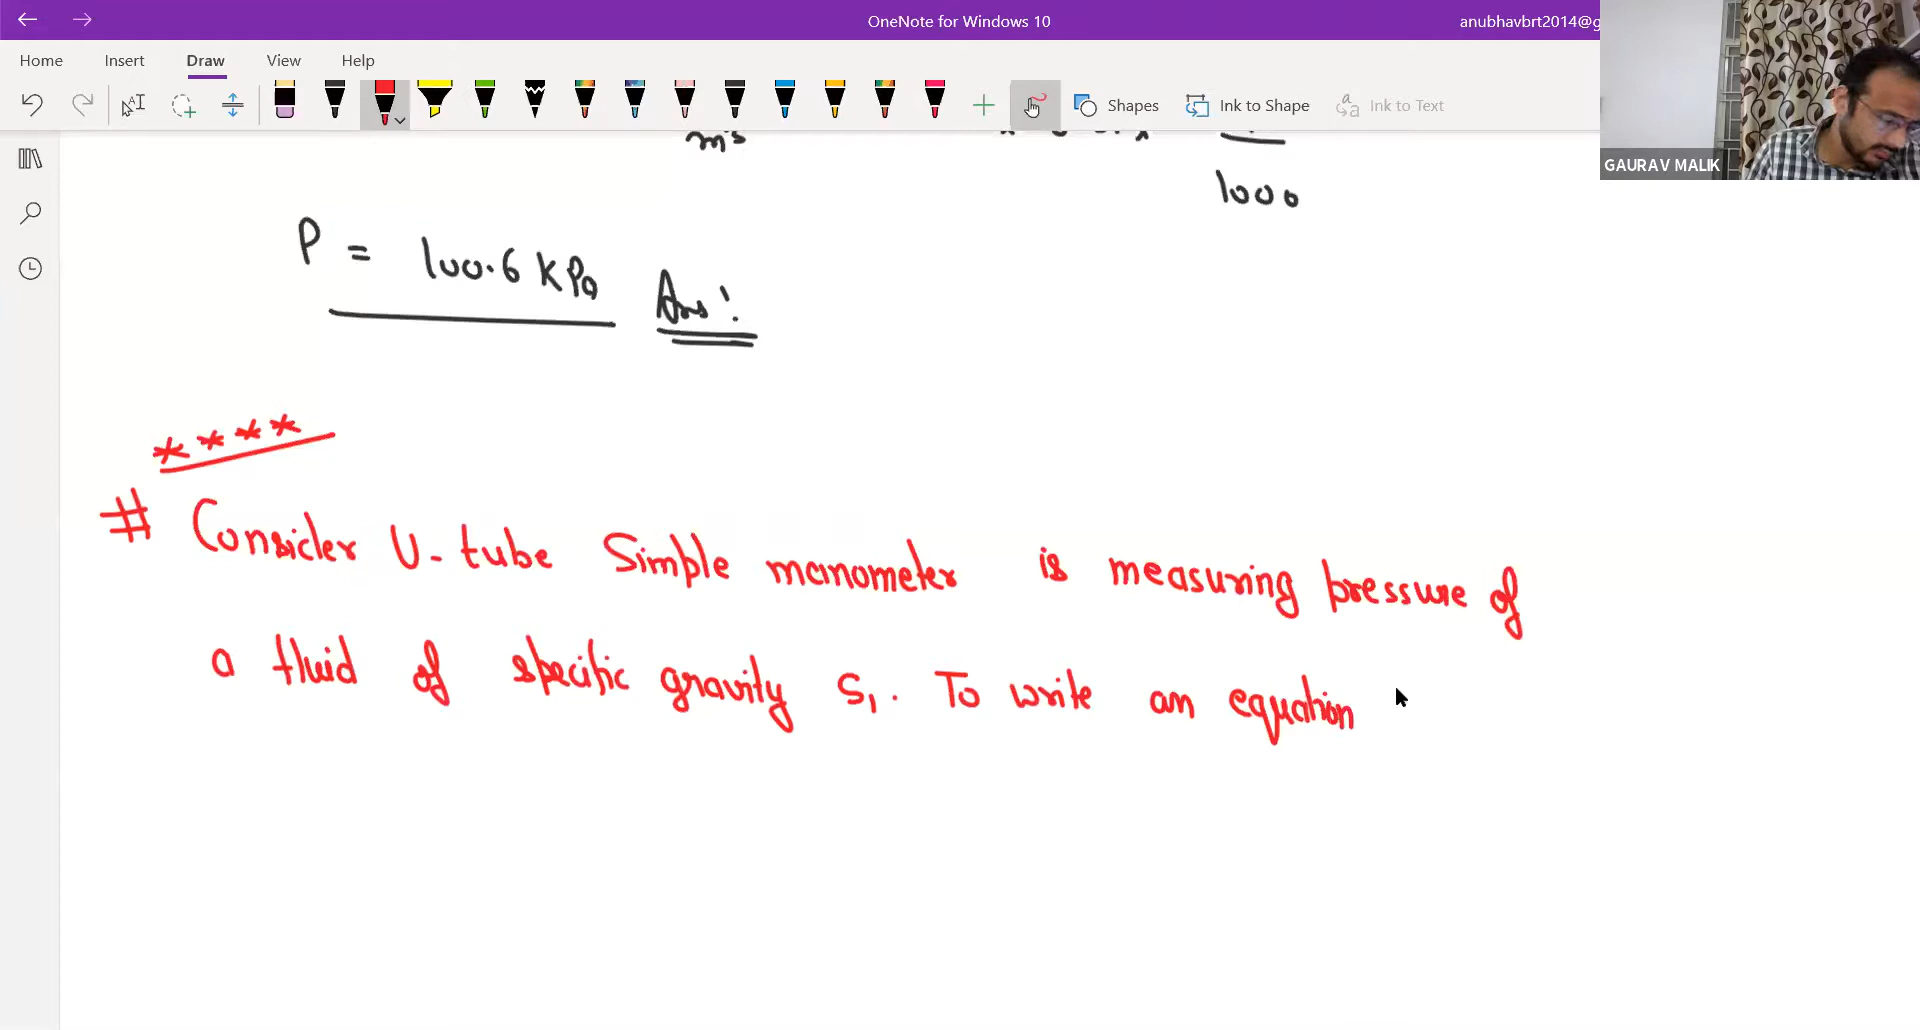 OneNote for Windows 10
anubhavbrt2014@g
Home Insert Draw View Help
Shapes Ink to Shape Ink to Text
GAURAV MALIK
1000
P = 100.6 KPa Ans:
****
# Consider U-tube Simple manometer is measuring pressure of
a fluid of specific gravity S₁. To write an equation